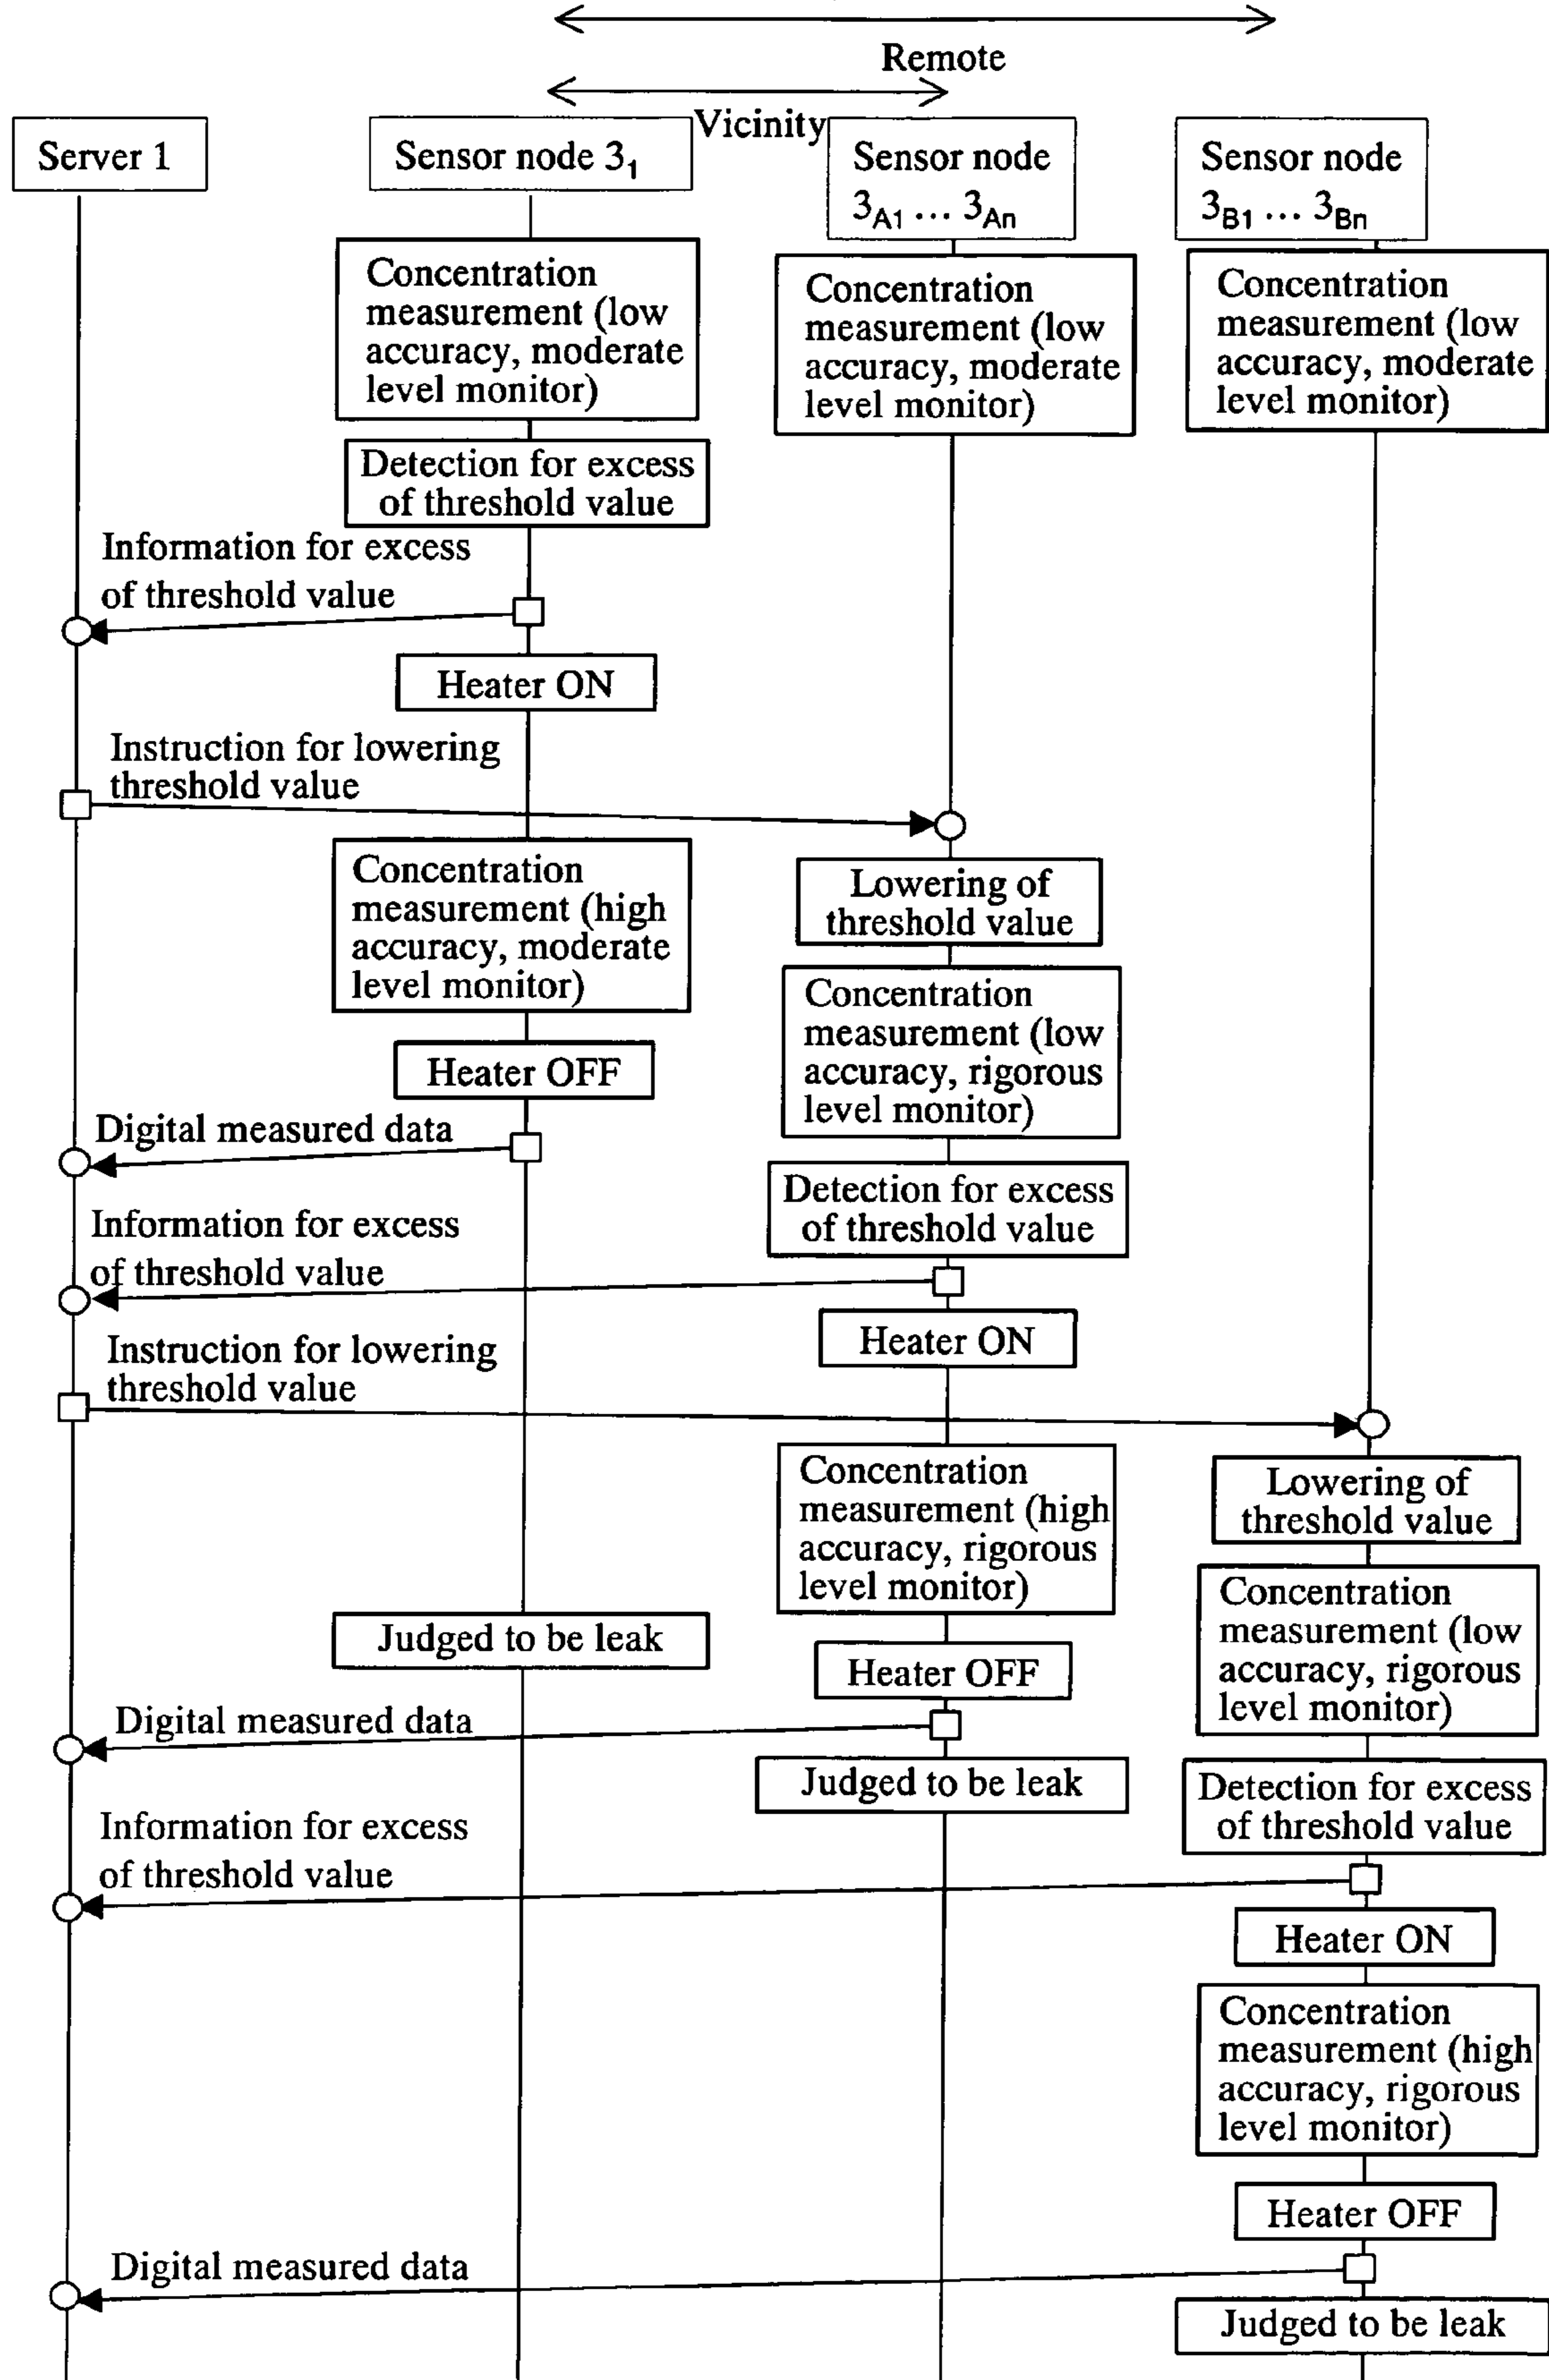 Remote
Vicinity
Server 1
Sensor node 3₁
Sensor node
3A1 ... 3An
Sensor node
3B1 ... 3Bn
Concentration
measurement (low
accuracy, moderate
level monitor)
Concentration
measurement (low
accuracy, moderate
level monitor)
Concentration
measurement (low
accuracy, moderate
level monitor)
Detection for excess
of threshold value
Information for excess
of threshold value
Heater ON
Instruction for lowering
threshold value
Concentration
measurement (high
accuracy, moderate
level monitor)
Lowering of
threshold value
Concentration
measurement (low
accuracy, rigorous
level monitor)
Heater OFF
Digital measured data
Detection for excess
of threshold value
Information for excess
of threshold value
Heater ON
Instruction for lowering
threshold value
Concentration
measurement (high
accuracy, rigorous
level monitor)
Lowering of
threshold value
Concentration
measurement (low
accuracy, rigorous
level monitor)
Judged to be leak
Heater OFF
Digital measured data
Judged to be leak
Detection for excess
of threshold value
Information for excess
of threshold value
Heater ON
Concentration
measurement (high
accuracy, rigorous
level monitor)
Heater OFF
Digital measured data
Judged to be leak